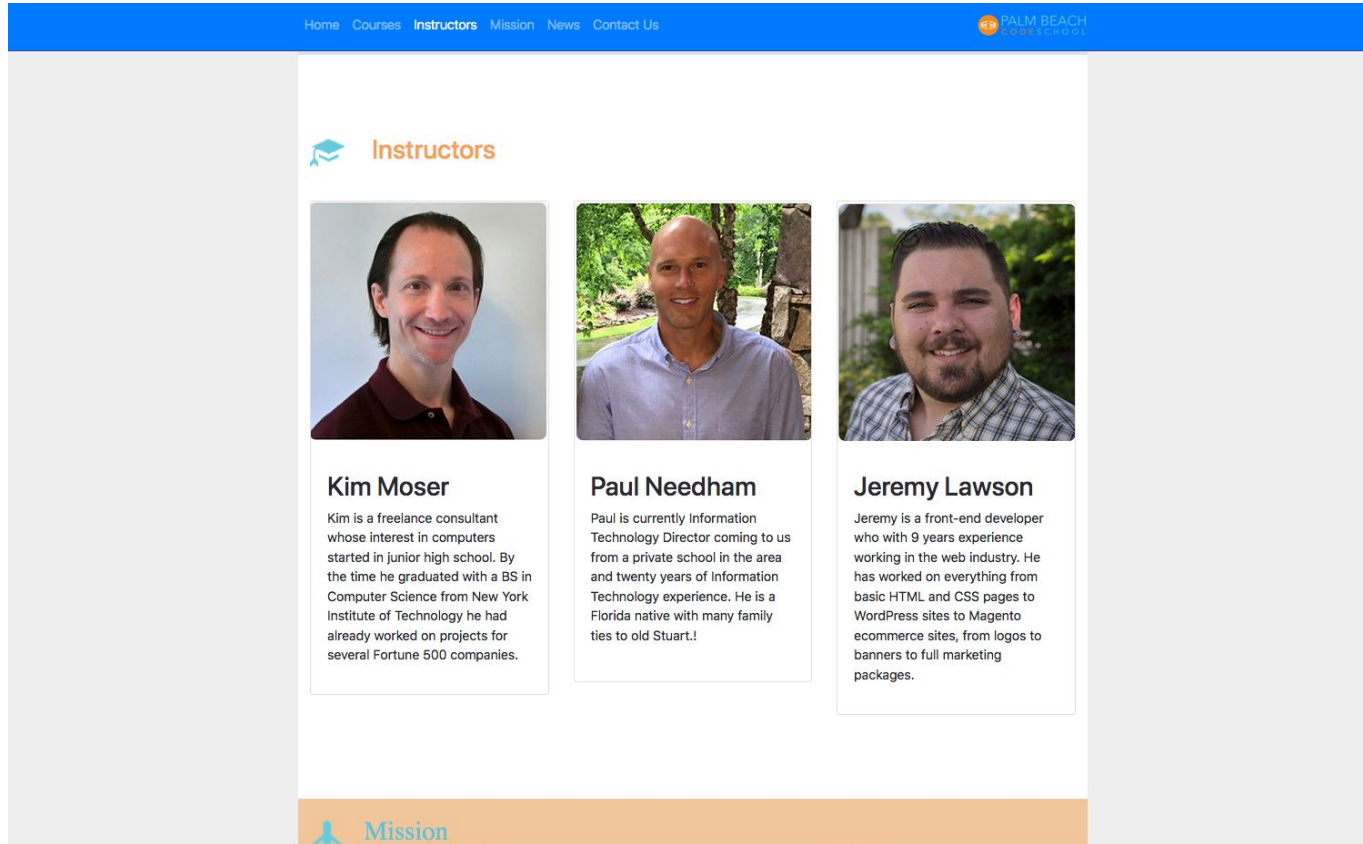 Home Courses Instructors Mission News Contact Us
PALM BEACH
CODESCHOOL
Instructors
Kim Moser
Kim is a freelance consultant
whose interest in computers
started in junior high school. By
the time he graduated with a BS in
Computer Science from New York
Institute of Technology he had
already worked on projects for
several Fortune 500 companies.
Paul Needham
Paul is currently Information
Technology Director coming to us
from a private school in the area
and twenty years of Information
Technology experience. He is a
Florida native with many family
ties to old Stuart.!
Jeremy Lawson
Jeremy is a front-end developer
who with 9 years experience
working in the web industry. He
has worked on everything from
basic HTML and CSS pages to
WordPress sites to Magento
ecommerce sites, from logos to
banners to full marketing
packages.
Mission